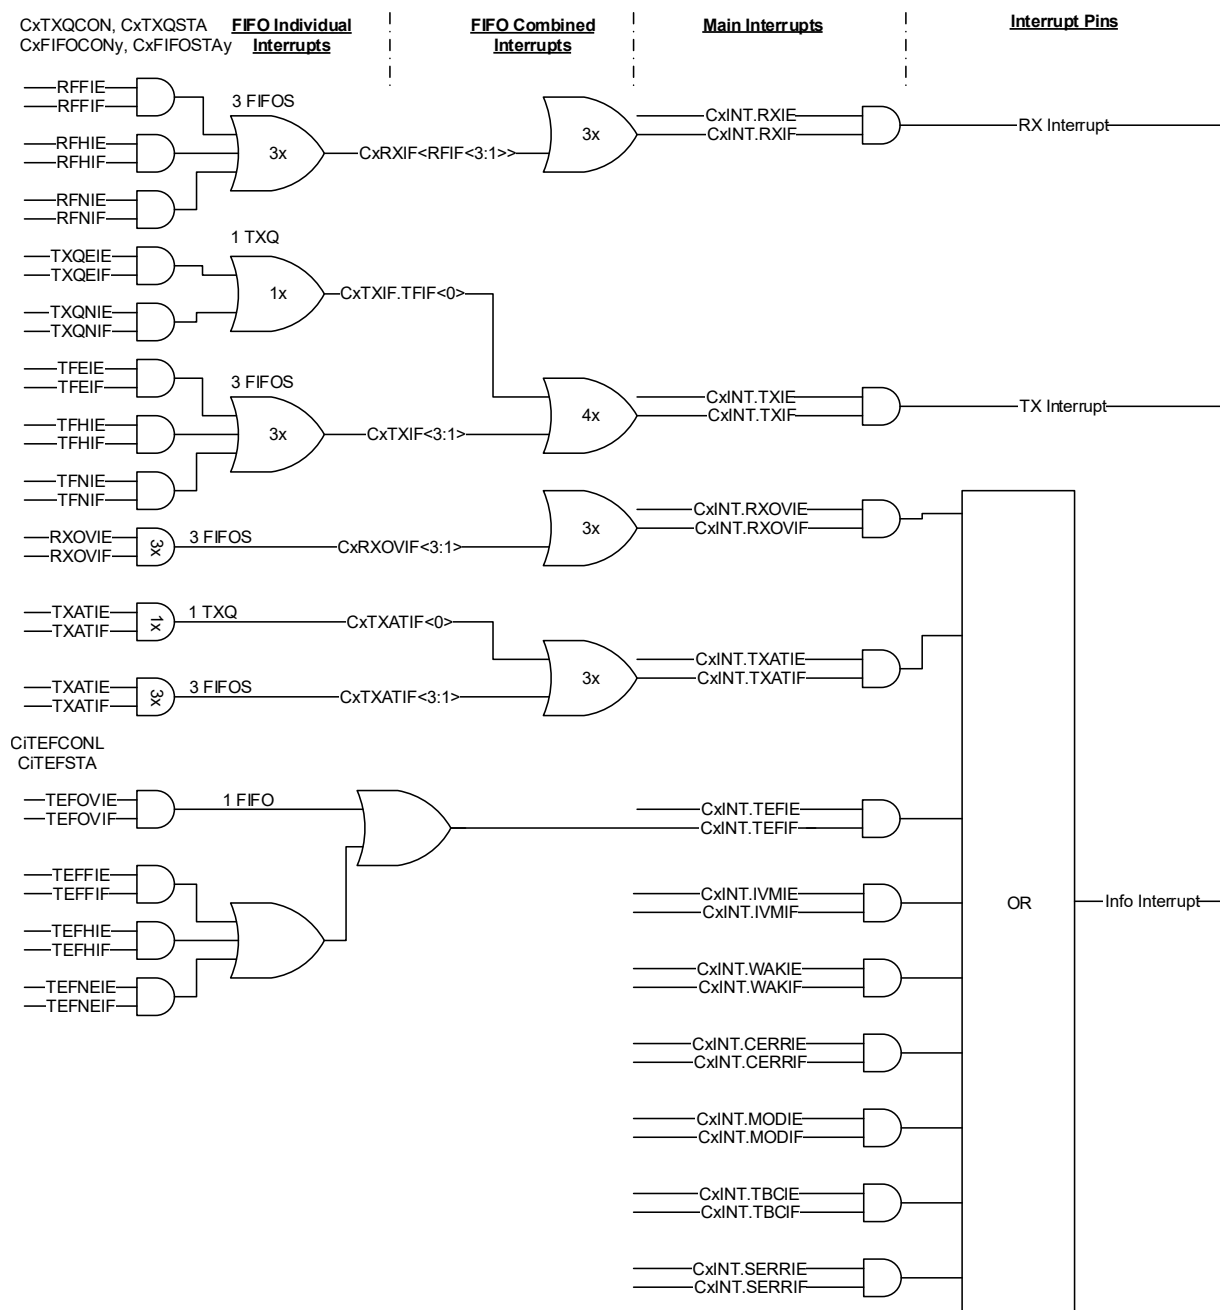 CxTXQCON, CxTXQSTA
CxFIFOCONy, CxFIFOSTAy
FIFO Individual
Interrupts
FIFO Combined
Interrupts
Main Interrupts
Interrupt Pins
RFFIE
RFFIF
RFHIE
RFHIF
RFNIE
RFNIF
3 FIFOS
3x
CxRXIF<RFIF<3:1>>
3x
CxINT.RXIE
CxINT.RXIF
RX Interrupt
TXQEIE
TXQEIF
TXQNIE
TXQNIF
1 TXQ
1x
CxTXIF.TFIF<0>
TFEIE
TFEIF
TFHIE
TFHIF
TFNIE
TFNIF
3 FIFOS
3x
CxTXIF<3:1>
4x
CxINT.TXIE
CxINT.TXIF
TX Interrupt
RXOVIE
RXOVIF
3x
3 FIFOS
CxRXOVIF<3:1>
3x
CxINT.RXOVIE
CxINT.RXOVIF
TXATIE
TXATIF
1x
1 TXQ
CxTXATIF<0>
TXATIE
TXATIF
3x
3 FIFOS
CxTXATIF<3:1>
3x
CxINT.TXATIE
CxINT.TXATIF
CiTEFCONL
CiTEFSTA
TEFOVIE
TEFOVIF
1 FIFO
TEFFIE
TEFFIF
TEFHIE
TEFHIF
TEFNEIE
TEFNEIF
CxINT.TEFIE
CxINT.TEFIF
CxINT.IVMIE
CxINT.IVMIF
CxINT.WAKIE
CxINT.WAKIF
CxINT.CERRIE
CxINT.CERRIF
CxINT.MODIE
CxINT.MODIF
CxINT.TBCIE
CxINT.TBCIF
CxINT.SERRIE
CxINT.SERRIF
OR
Info Interrupt